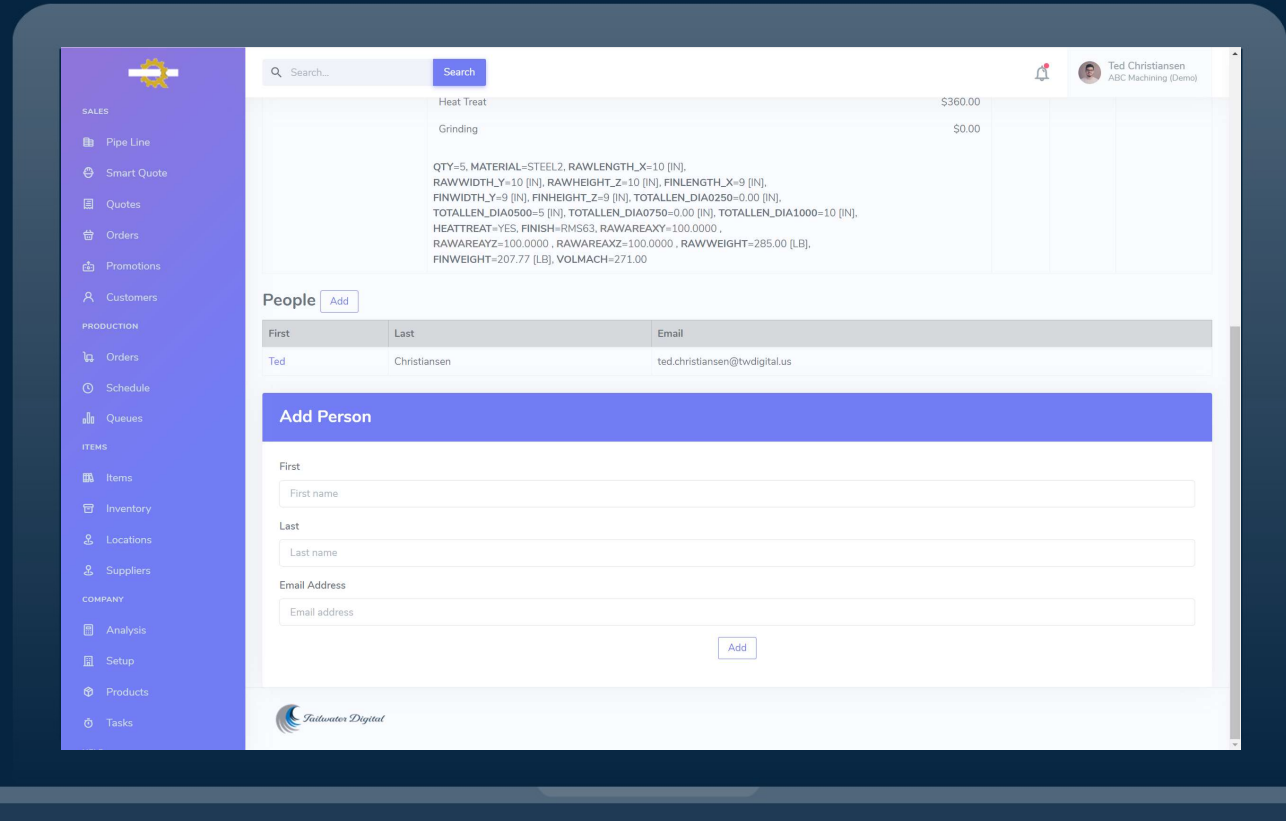 Search...
Search
Ted Christiansen
ABC Machining (Demo)
SALES
Pipe Line
Smart Quote
Quotes
Orders
Promotions
Customers
PRODUCTION
Orders
Schedule
Queues
ITEMS
Items
Inventory
Locations
Suppliers
COMPANY
Analysis
Setup
Products
Tasks
Heat Treat $360.00
Grinding $0.00
QTY=5, MATERIAL=STEEL2, RAWLENGTH_X=10 [IN],
RAWWIDTH_Y=10 [IN], RAWHEIGHT_Z=10 [IN], FINLENGTH_X=9 [IN],
FINWIDTH_Y=9 [IN], FINHEIGHT_Z=9 [IN], TOTALLEN_DIA0250=0.00 [IN],
TOTALLEN_DIA0500=5 [IN], TOTALLEN_DIA0750=0.00 [IN], TOTALLEN_DIA1000=10 [IN],
HEATTREAT=YES, FINISH=RMS63, RAWAREAXY=100.0000 ,
RAWAREAYZ=100.0000 , RAWAREAXZ=100.0000 , RAWWEIGHT=285.00 [LB],
FINWEIGHT=207.77 [LB], VOLMACH=271.00
People Add
First Last Email
Ted Christiansen ted.christiansen@twdigital.us
Add Person
First
First name
Last
Last name
Email Address
Email address
Add
Tailwater Digital